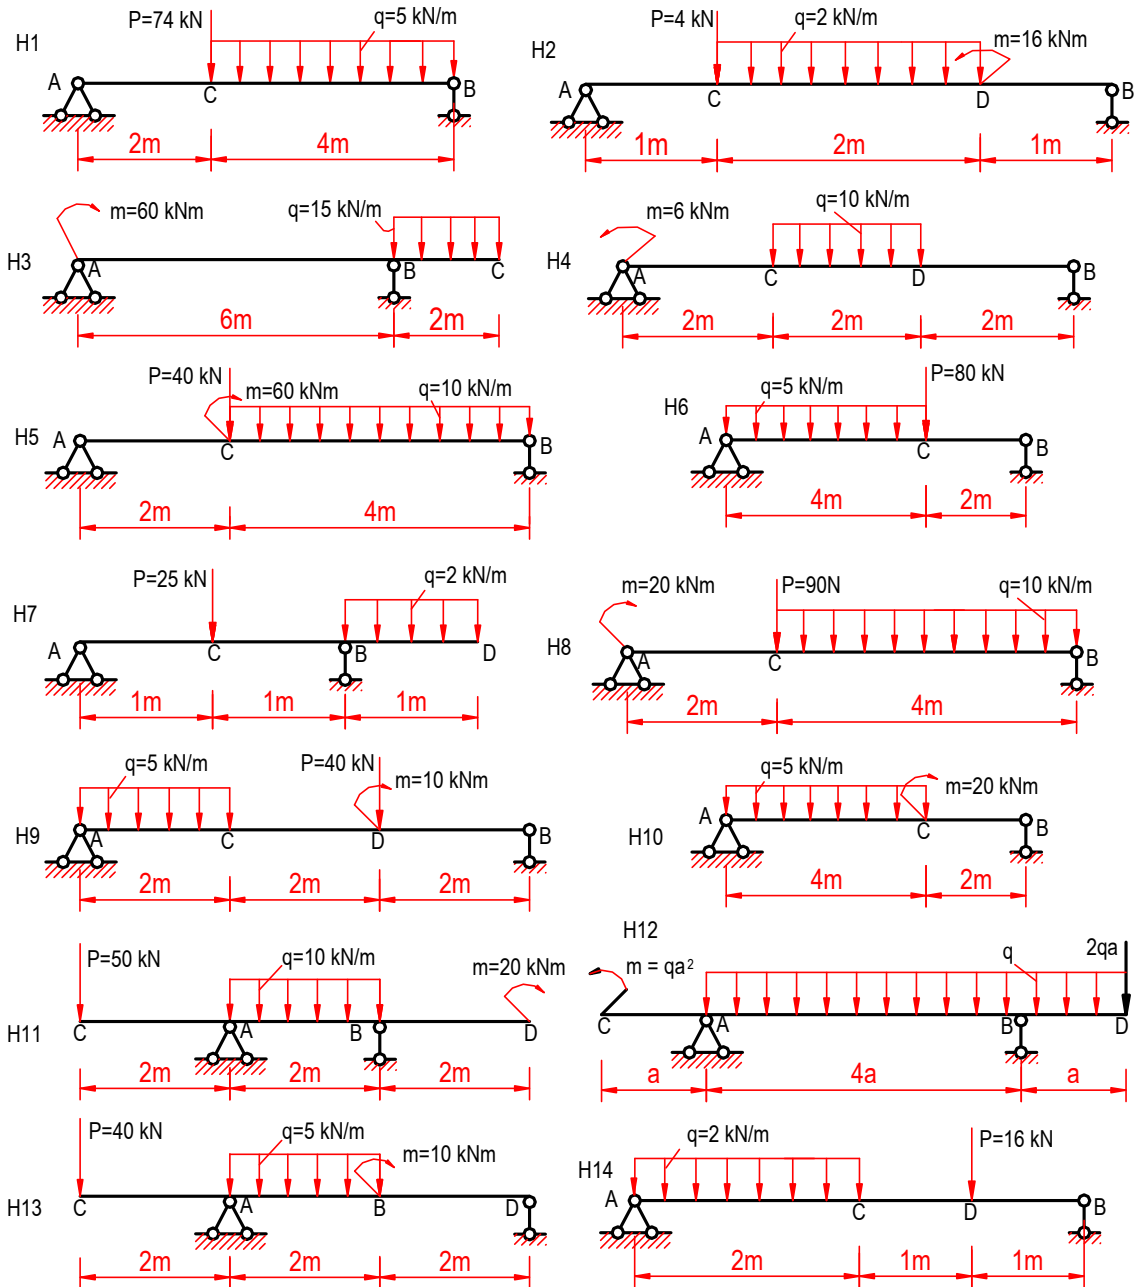 H1
P=74 kN
q=5 kN/m
A
C
B
2m
4m
H2
P=4 kN
q=2 kN/m
m=16 kNm
A
C
D
B
1m
2m
1m
H3
m=60 kNm
q=15 kN/m
A
B
C
6m
2m
H4
m=6 kNm
q=10 kN/m
A
C
D
B
2m
2m
2m
H5
P=40 kN
m=60 kNm
q=10 kN/m
A
C
B
2m
4m
H6
q=5 kN/m
P=80 kN
A
C
B
4m
2m
H7
P=25 kN
q=2 kN/m
A
C
B
D
1m
1m
1m
H8
m=20 kNm
P=90N
q=10 kN/m
A
C
B
2m
4m
H9
q=5 kN/m
P=40 kN
m=10 kNm
A
C
D
B
2m
2m
2m
H10
q=5 kN/m
m=20 kNm
A
C
B
4m
2m
H11
P=50 kN
q=10 kN/m
m=20 kNm
C
A
B
D
2m
2m
2m
H12
m = qa²
q
2qa
C
A
B
D
a
4a
a
H13
P=40 kN
q=5 kN/m
m=10 kNm
C
A
B
D
2m
2m
2m
H14
q=2 kN/m
P=16 kN
A
C
D
B
2m
1m
1m